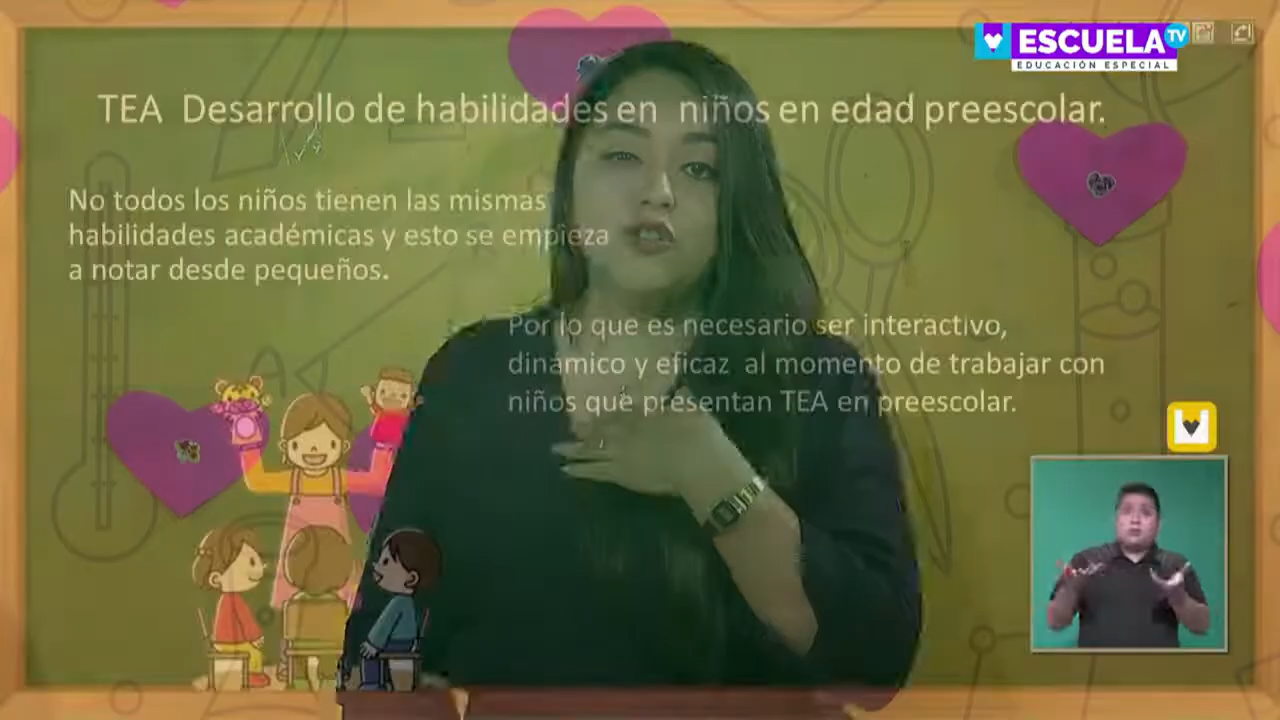 ESCUELA TV
EDUCACIÓN ESPECIAL
TEA Desarrollo de habilidades en niños en edad preescolar.
No todos los niños tienen las mismas
habilidades académicas y esto se empieza
a notar desde pequeños.
Por lo que es necesario ser interactivo,
dinámico y eficaz al momento de trabajar con
niños que presentan TEA en preescolar.